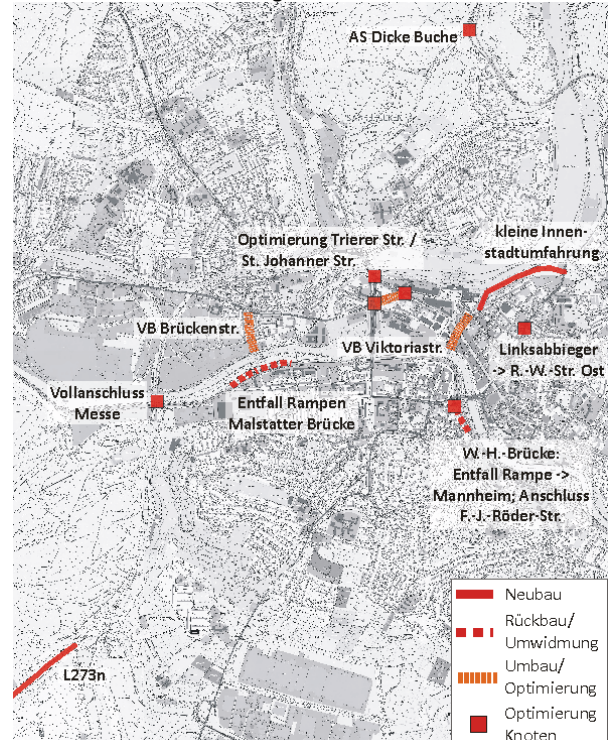 AS Dicke Buche
kleine Innen-
stadtumfahrung
Optimierung Trierer Str. /
St. Johanner Str.
VB Brückenstr.
VB Viktoriastr.
Linksabbieger
-> R.-W.-Str. Ost
Vollanschluss
Messe
Entfall Rampen
Malstatter Brücke
W.-H.-Brücke:
Entfall Rampe ->
Mannheim; Anschluss
F.-J.-Röder-Str.
L273n
Neubau
Rückbau/
Umwidmung
Umbau/
Optimierung
Optimierung
Knoten